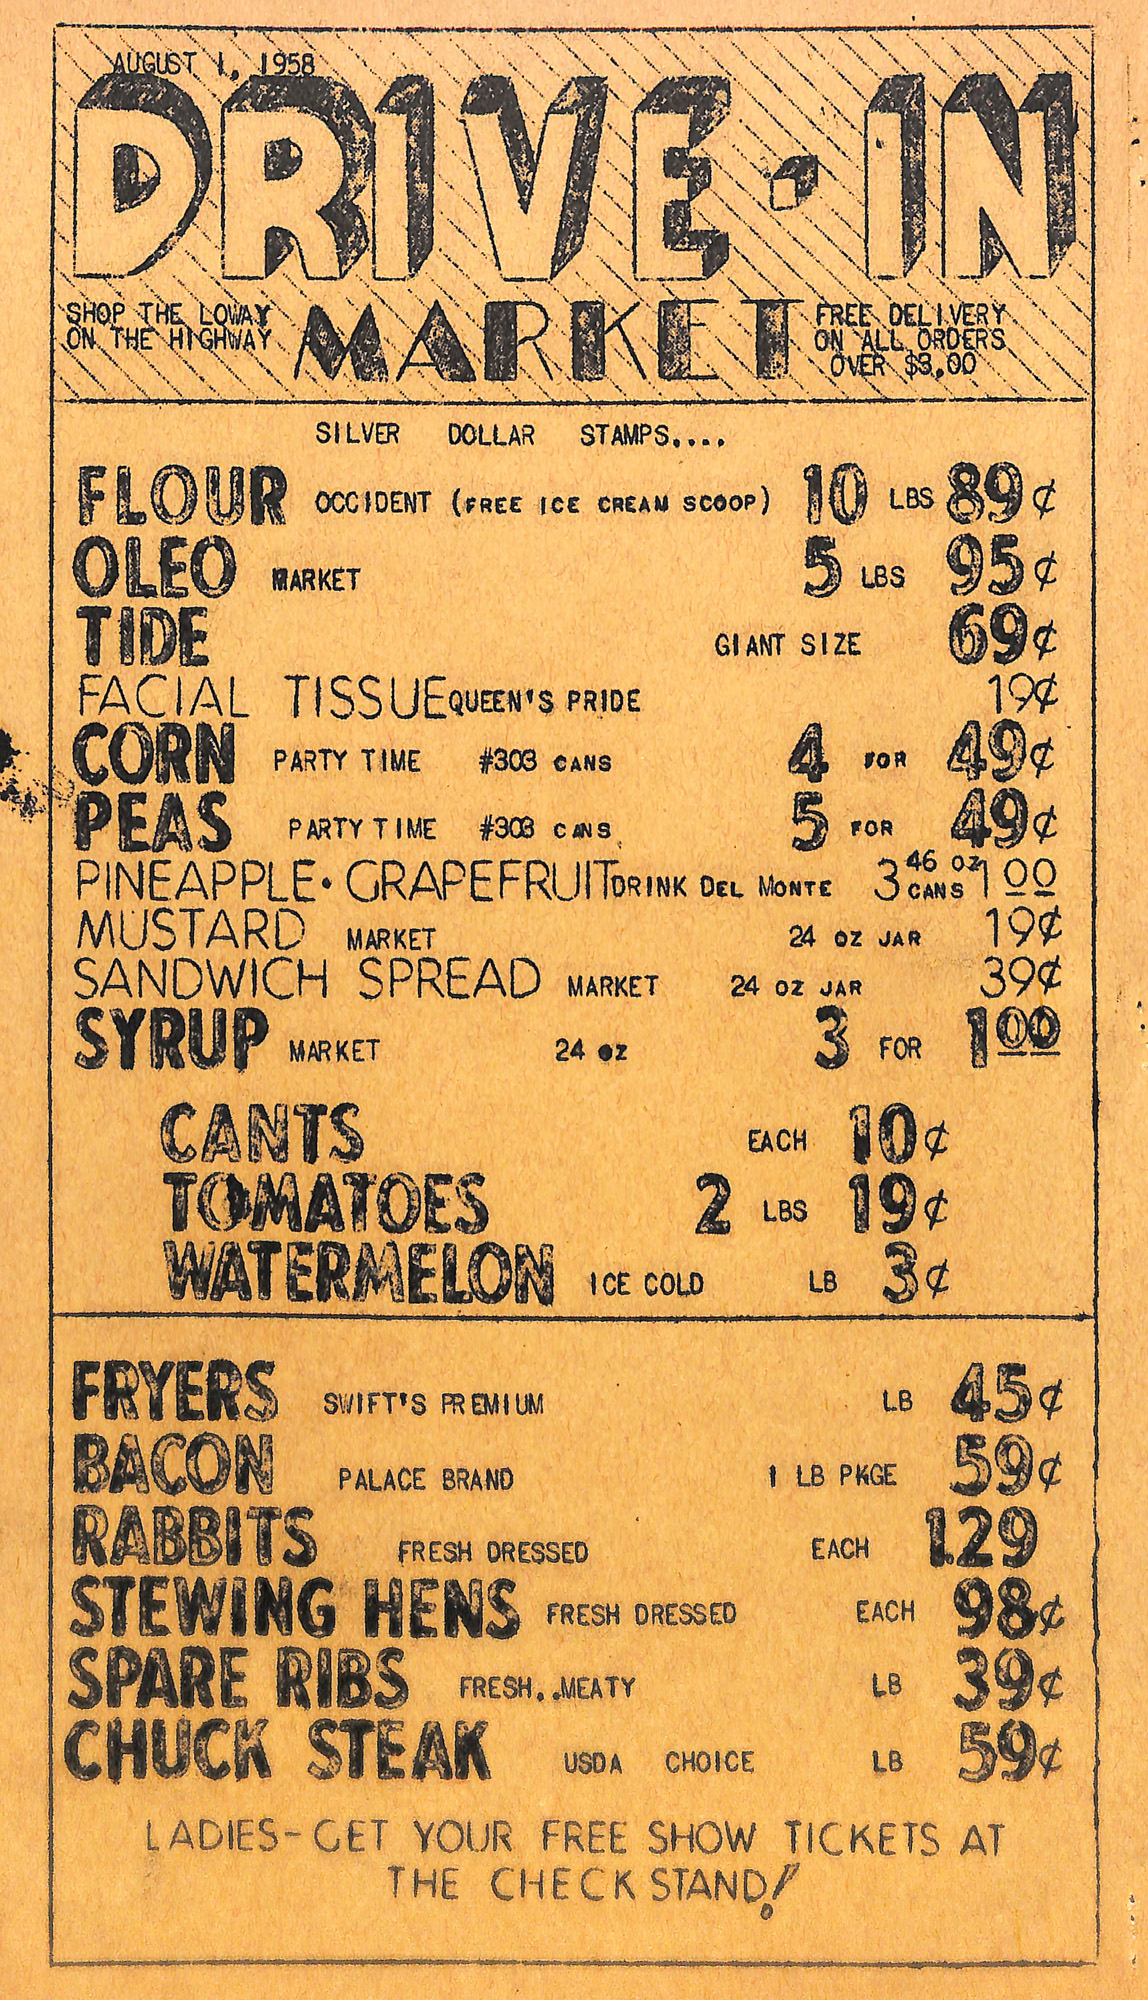 AUGUST 1, 1958
DRIVE-IN
SHOP THE LOWAY
ON THE HIGHWAY
MARKET
FREE DELIVERY
ON ALL ORDERS
OVER $3.00
SILVER DOLLAR STAMPS....
FLOUR OCCIDENT (FREE ICE CREAM SCOOP) 10 LBS 89¢
OLEO MARKET 5 LBS 95¢
TIDE GIANT SIZE 69¢
FACIAL TISSUE QUEEN'S PRIDE 19¢
CORN PARTY TIME #303 CANS 4 FOR 49¢
PEAS PARTY TIME #303 CANS 5 FOR 49¢
PINEAPPLE • GRAPEFRUIT DRINK DEL MONTE 3 46 OZ CANS 1 00
MUSTARD MARKET 24 OZ JAR 19¢
SANDWICH SPREAD MARKET 24 OZ JAR 39¢
SYRUP MARKET 24 OZ 3 FOR 1 00
CANTS EACH 10¢
TOMATOES 2 LBS 19¢
WATERMELON ICE COLD LB 3¢
FRYERS SWIFT'S PREMIUM LB 45¢
BACON PALACE BRAND 1 LB PKGE 59¢
RABBITS FRESH DRESSED EACH 1.29
STEWING HENS FRESH DRESSED EACH 98¢
SPARE RIBS FRESH..MEATY LB 39¢
CHUCK STEAK USDA CHOICE LB 59¢
LADIES-GET YOUR FREE SHOW TICKETS AT
THE CHECK STAND!